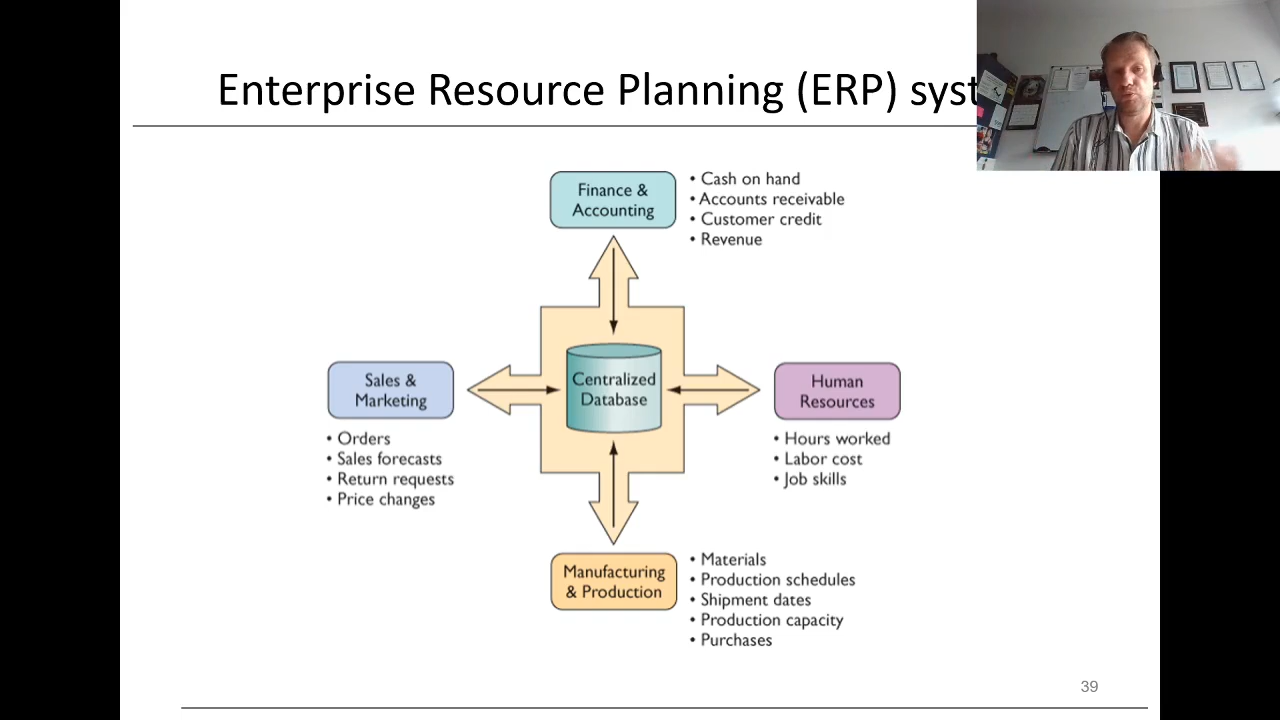 Enterprise Resource Planning (ERP) syst
Finance &
Accounting
• Cash on hand
• Accounts receivable
• Customer credit
• Revenue
Sales &
Marketing
• Orders
• Sales forecasts
• Return requests
• Price changes
Centralized
Database
Human
Resources
• Hours worked
• Labor cost
• Job skills
Manufacturing
& Production
• Materials
• Production schedules
• Shipment dates
• Production capacity
• Purchases
39